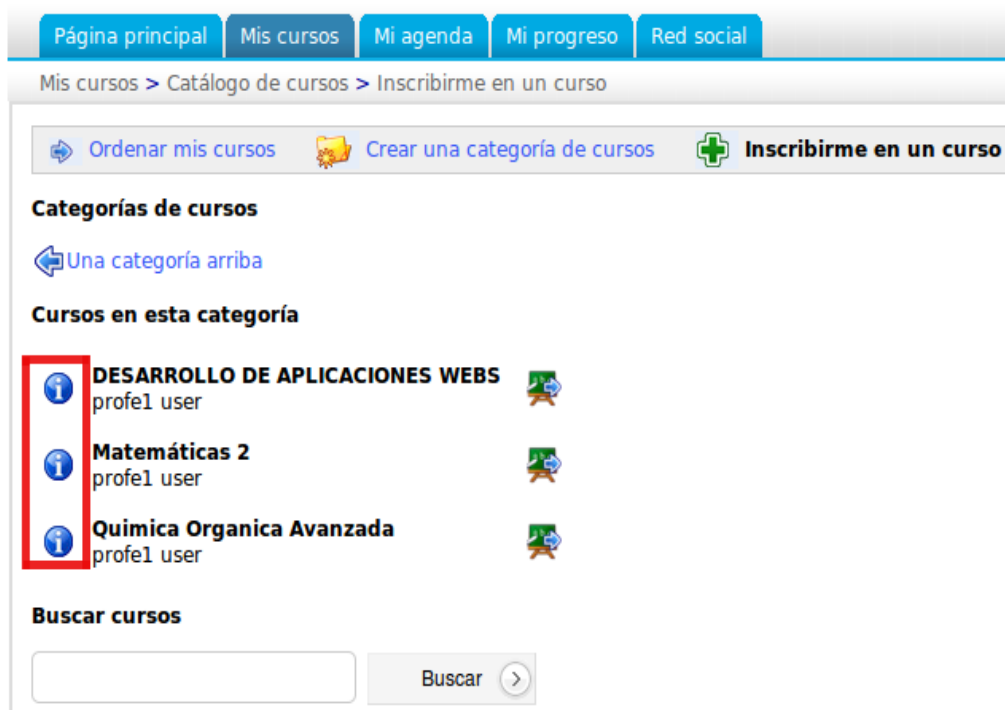 Página principal Mis cursos Mi agenda Mi progreso Red social
Mis cursos > Catálogo de cursos > Inscribirme en un curso
Ordenar mis cursos Crear una categoría de cursos Inscribirme en un curso
Categorías de cursos
Una categoría arriba
Cursos en esta categoría
DESARROLLO DE APLICACIONES WEBS
profe1 user
Matemáticas 2
profe1 user
Quimica Organica Avanzada
profe1 user
Buscar cursos
Buscar